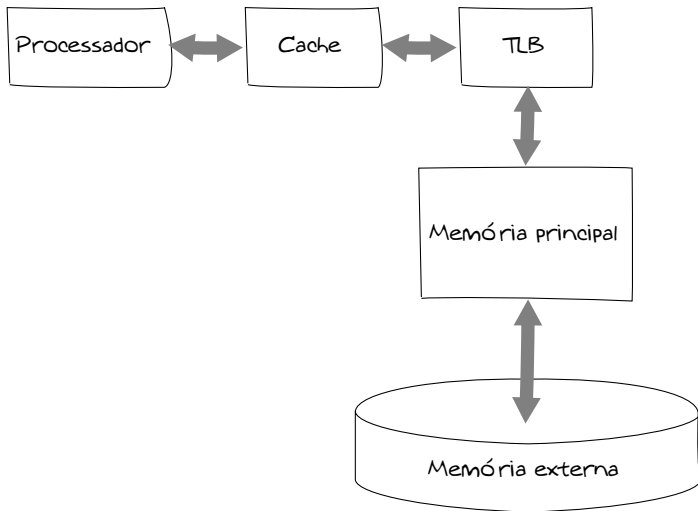 Processador
Cache
TLB
Memória principal
Memória externa